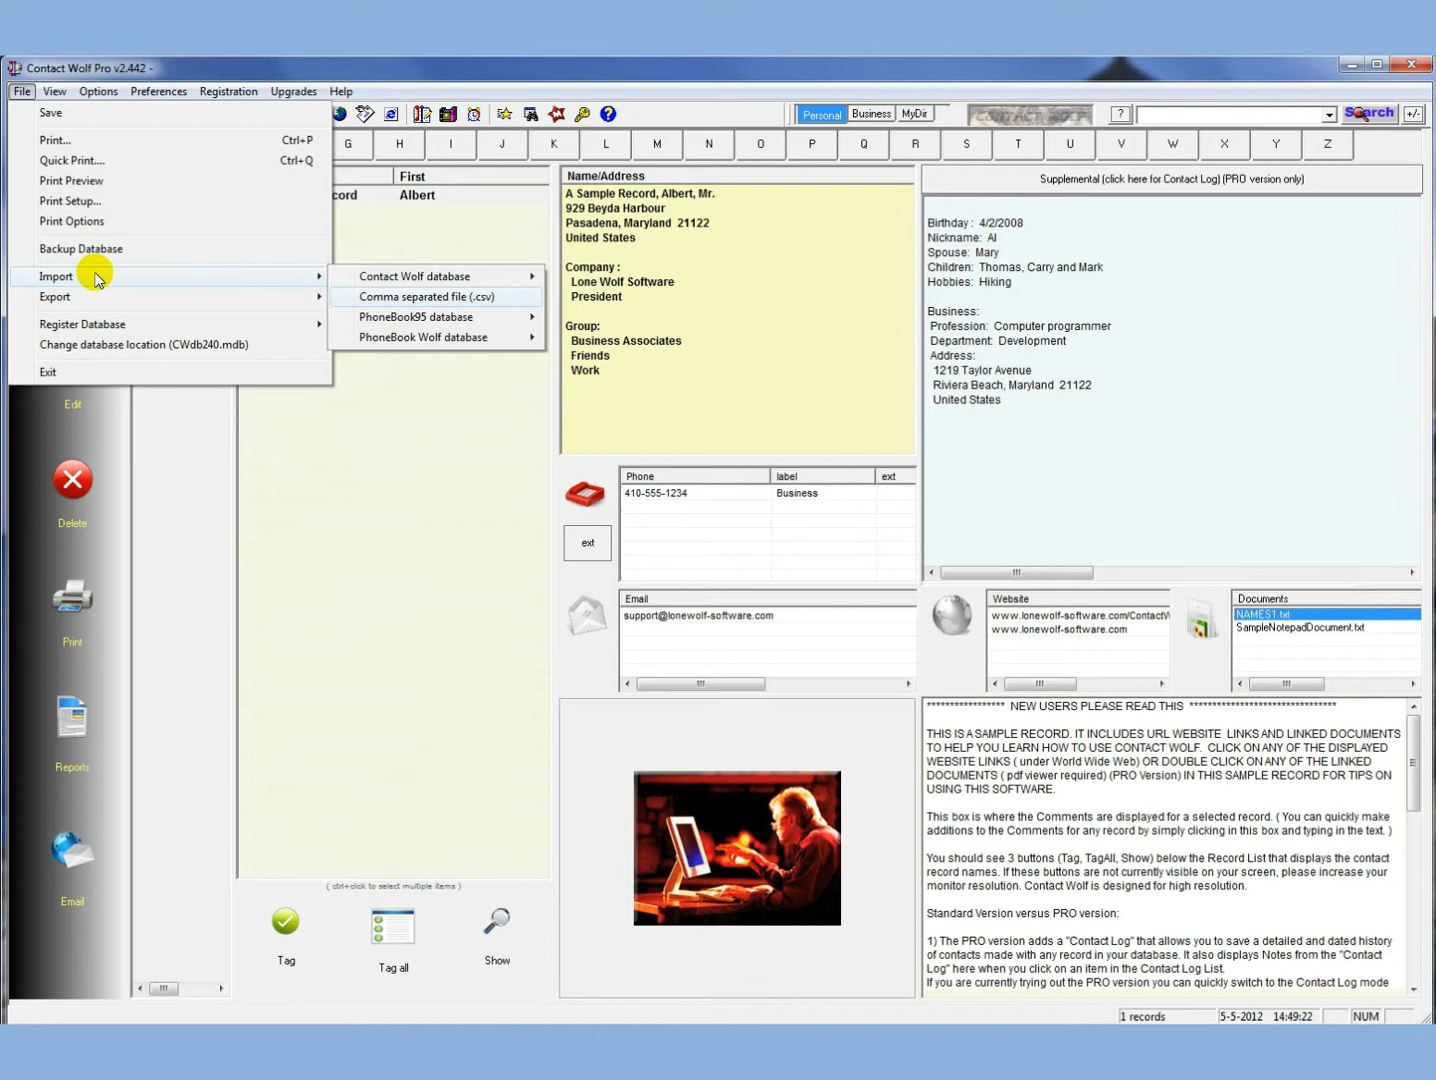 Contact Wolf Pro v2.442 -
File View Options Preferences Registration Upgrades Help
Personal Business MyDir CONTACT WOLF ? Search +/-
G H I J K L M N O P Q R S T U V W X Y Z
Save
Print... Ctrl+P
Quick Print.... Ctrl+Q
Print Preview
Print Setup...
Print Options
Backup Database
Import
Export
Register Database
Change database location (CWdb240.mdb)
Exit
Contact Wolf database
Comma separated file (.csv)
PhoneBook95 database
PhoneBook Wolf database
First
cord Albert
Edit
Delete
Print
Reports
Email
( ctrl+click to select multiple items )
Tag
Tag all
Show
Name/Address
A Sample Record, Albert, Mr.
929 Beyda Harbour
Pasadena, Maryland 21122
United States
Company :
Lone Wolf Software
President
Group:
Business Associates
Friends
Work
Supplemental (click here for Contact Log) (PRO version only)
Birthday : 4/2/2008
Nickname: Al
Spouse: Mary
Children: Thomas, Carry and Mark
Hobbies: Hiking
Business:
Profession: Computer programmer
Department: Development
Address:
1219 Taylor Avenue
Riviera Beach, Maryland 21122
United States
Phone label ext
410-555-1234 Business
ext
Email
support@lonewolf-software.com
Website
www.lonewolf-software.com/ContactW
www.lonewolf-software.com
Documents
NAMES1.txt
SampleNotepadDocument.txt
***************** NEW USERS PLEASE READ THIS ******************************
THIS IS A SAMPLE RECORD. IT INCLUDES URL WEBSITE LINKS AND LINKED DOCUMENTS
TO HELP YOU LEARN HOW TO USE CONTACT WOLF. CLICK ON ANY OF THE DISPLAYED
WEBSITE LINKS ( under World Wide Web) OR DOUBLE CLICK ON ANY OF THE LINKED
DOCUMENTS ( pdf viewer required) (PRO Version) IN THIS SAMPLE RECORD FOR TIPS ON
USING THIS SOFTWARE.
This box is where the Comments are displayed for a selected record. ( You can quickly make
additions to the Comments for any record by simply clicking in this box and typing in the text. )
You should see 3 buttons (Tag, TagAll, Show) below the Record List that displays the contact
record names. If these buttons are not currently visible on your screen, please increase your
monitor resolution. Contact Wolf is designed for high resolution.
Standard Version versus PRO version:
1) The PRO version adds a "Contact Log" that allows you to save a detailed and dated history
of contacts made with any record in your database. It also displays Notes from the "Contact
Log" here when you click on an item in the Contact Log List.
If you are currently trying out the PRO version you can quickly switch to the Contact Log mode
1 records 5-5-2012 14:49:22 NUM